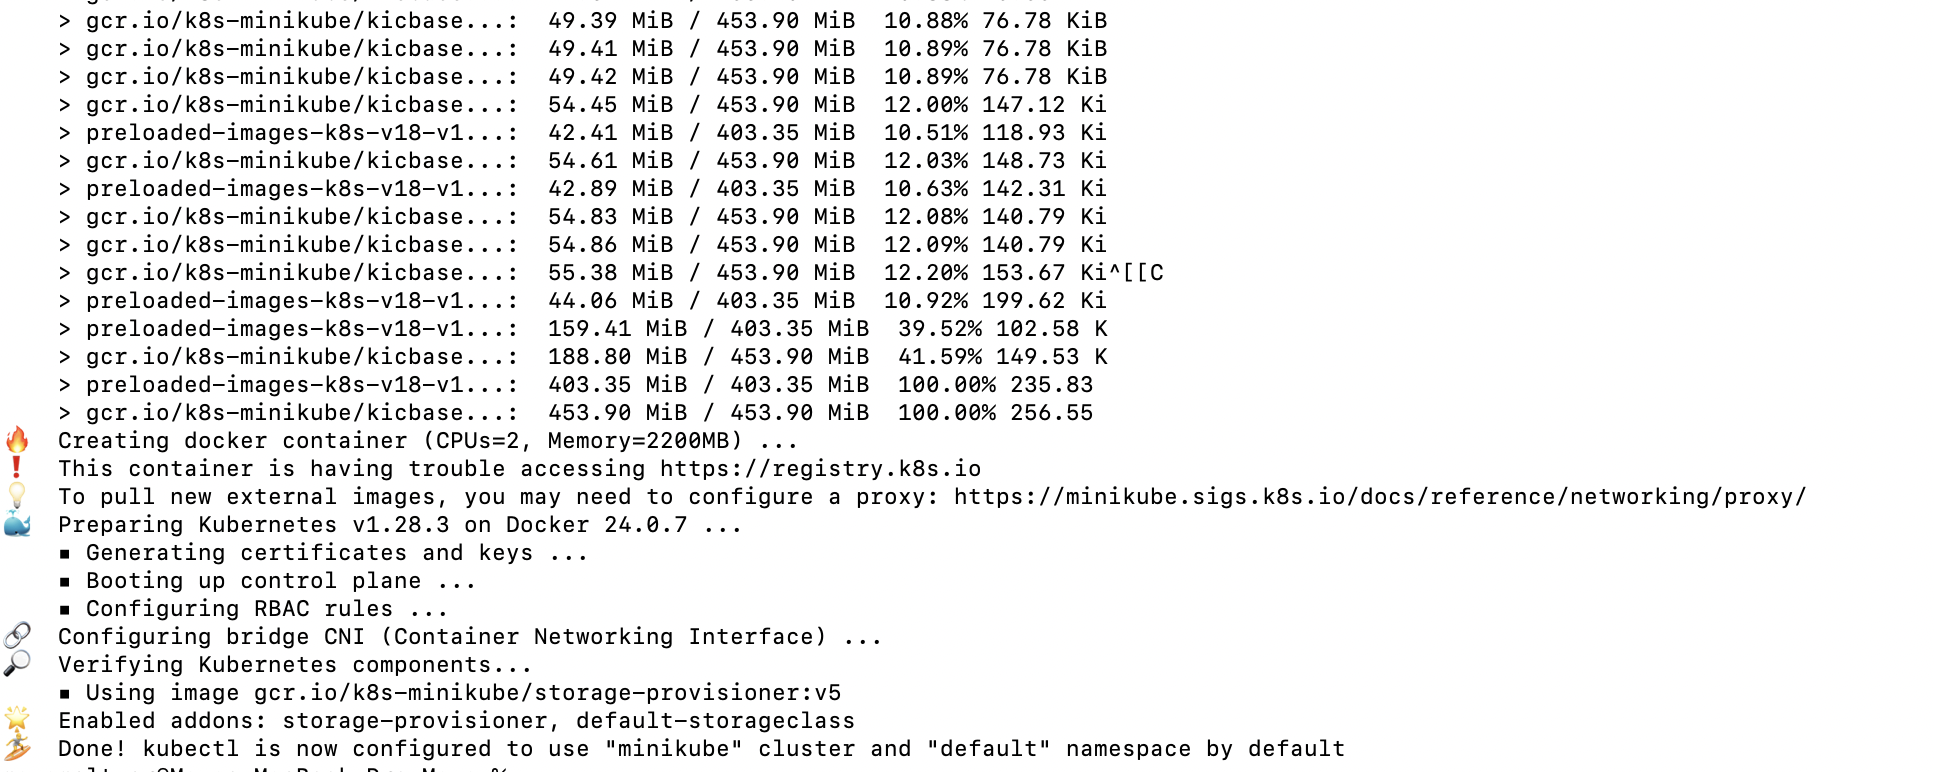 > gcr.io/k8s-minikube/kicbase...: 49.39 MiB / 453.90 MiB 10.88% 76.78 KiB
> gcr.io/k8s-minikube/kicbase...: 49.41 MiB / 453.90 MiB 10.89% 76.78 KiB
> gcr.io/k8s-minikube/kicbase...: 49.42 MiB / 453.90 MiB 10.89% 76.78 KiB
> gcr.io/k8s-minikube/kicbase...: 54.45 MiB / 453.90 MiB 12.00% 147.12 Ki
> preloaded-images-k8s-v18-v1...: 42.41 MiB / 403.35 MiB 10.51% 118.93 Ki
> gcr.io/k8s-minikube/kicbase...: 54.61 MiB / 453.90 MiB 12.03% 148.73 Ki
> preloaded-images-k8s-v18-v1...: 42.89 MiB / 403.35 MiB 10.63% 142.31 Ki
> gcr.io/k8s-minikube/kicbase...: 54.83 MiB / 453.90 MiB 12.08% 140.79 Ki
> gcr.io/k8s-minikube/kicbase...: 54.86 MiB / 453.90 MiB 12.09% 140.79 Ki
> gcr.io/k8s-minikube/kicbase...: 55.38 MiB / 453.90 MiB 12.20% 153.67 Ki^[[C
> preloaded-images-k8s-v18-v1...: 44.06 MiB / 403.35 MiB 10.92% 199.62 Ki
> preloaded-images-k8s-v18-v1...: 159.41 MiB / 403.35 MiB 39.52% 102.58 K
> gcr.io/k8s-minikube/kicbase...: 188.80 MiB / 453.90 MiB 41.59% 149.53 K
> preloaded-images-k8s-v18-v1...: 403.35 MiB / 403.35 MiB 100.00% 235.83
> gcr.io/k8s-minikube/kicbase...: 453.90 MiB / 453.90 MiB 100.00% 256.55
🔥 Creating docker container (CPUs=2, Memory=2200MB) ...
❗ This container is having trouble accessing https://registry.k8s.io
💡 To pull new external images, you may need to configure a proxy: https://minikube.sigs.k8s.io/docs/reference/networking/proxy/
🐳 Preparing Kubernetes v1.28.3 on Docker 24.0.7 ...
▪ Generating certificates and keys ...
▪ Booting up control plane ...
▪ Configuring RBAC rules ...
🔗 Configuring bridge CNI (Container Networking Interface) ...
🔎 Verifying Kubernetes components...
▪ Using image gcr.io/k8s-minikube/storage-provisioner:v5
🌟 Enabled addons: storage-provisioner, default-storageclass
🏄 Done! kubectl is now configured to use "minikube" cluster and "default" namespace by default